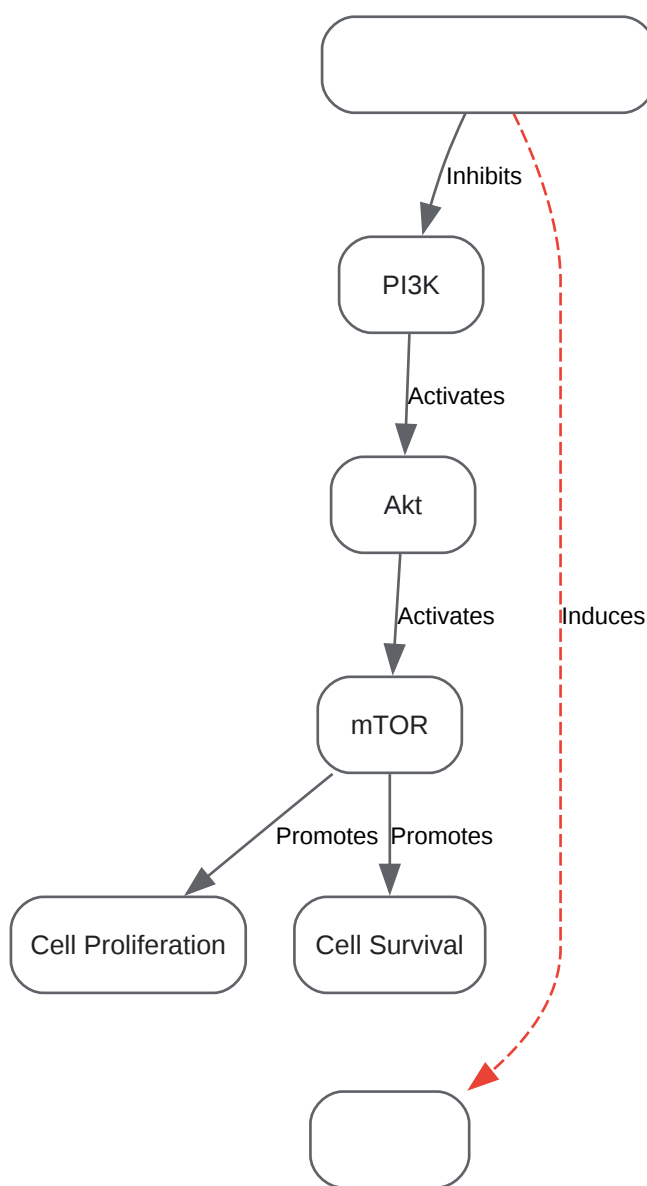 Inhibits
PI3K
Activates
Akt
Activates
Induces
mTOR
Promotes
Promotes
Cell Proliferation
Cell Survival